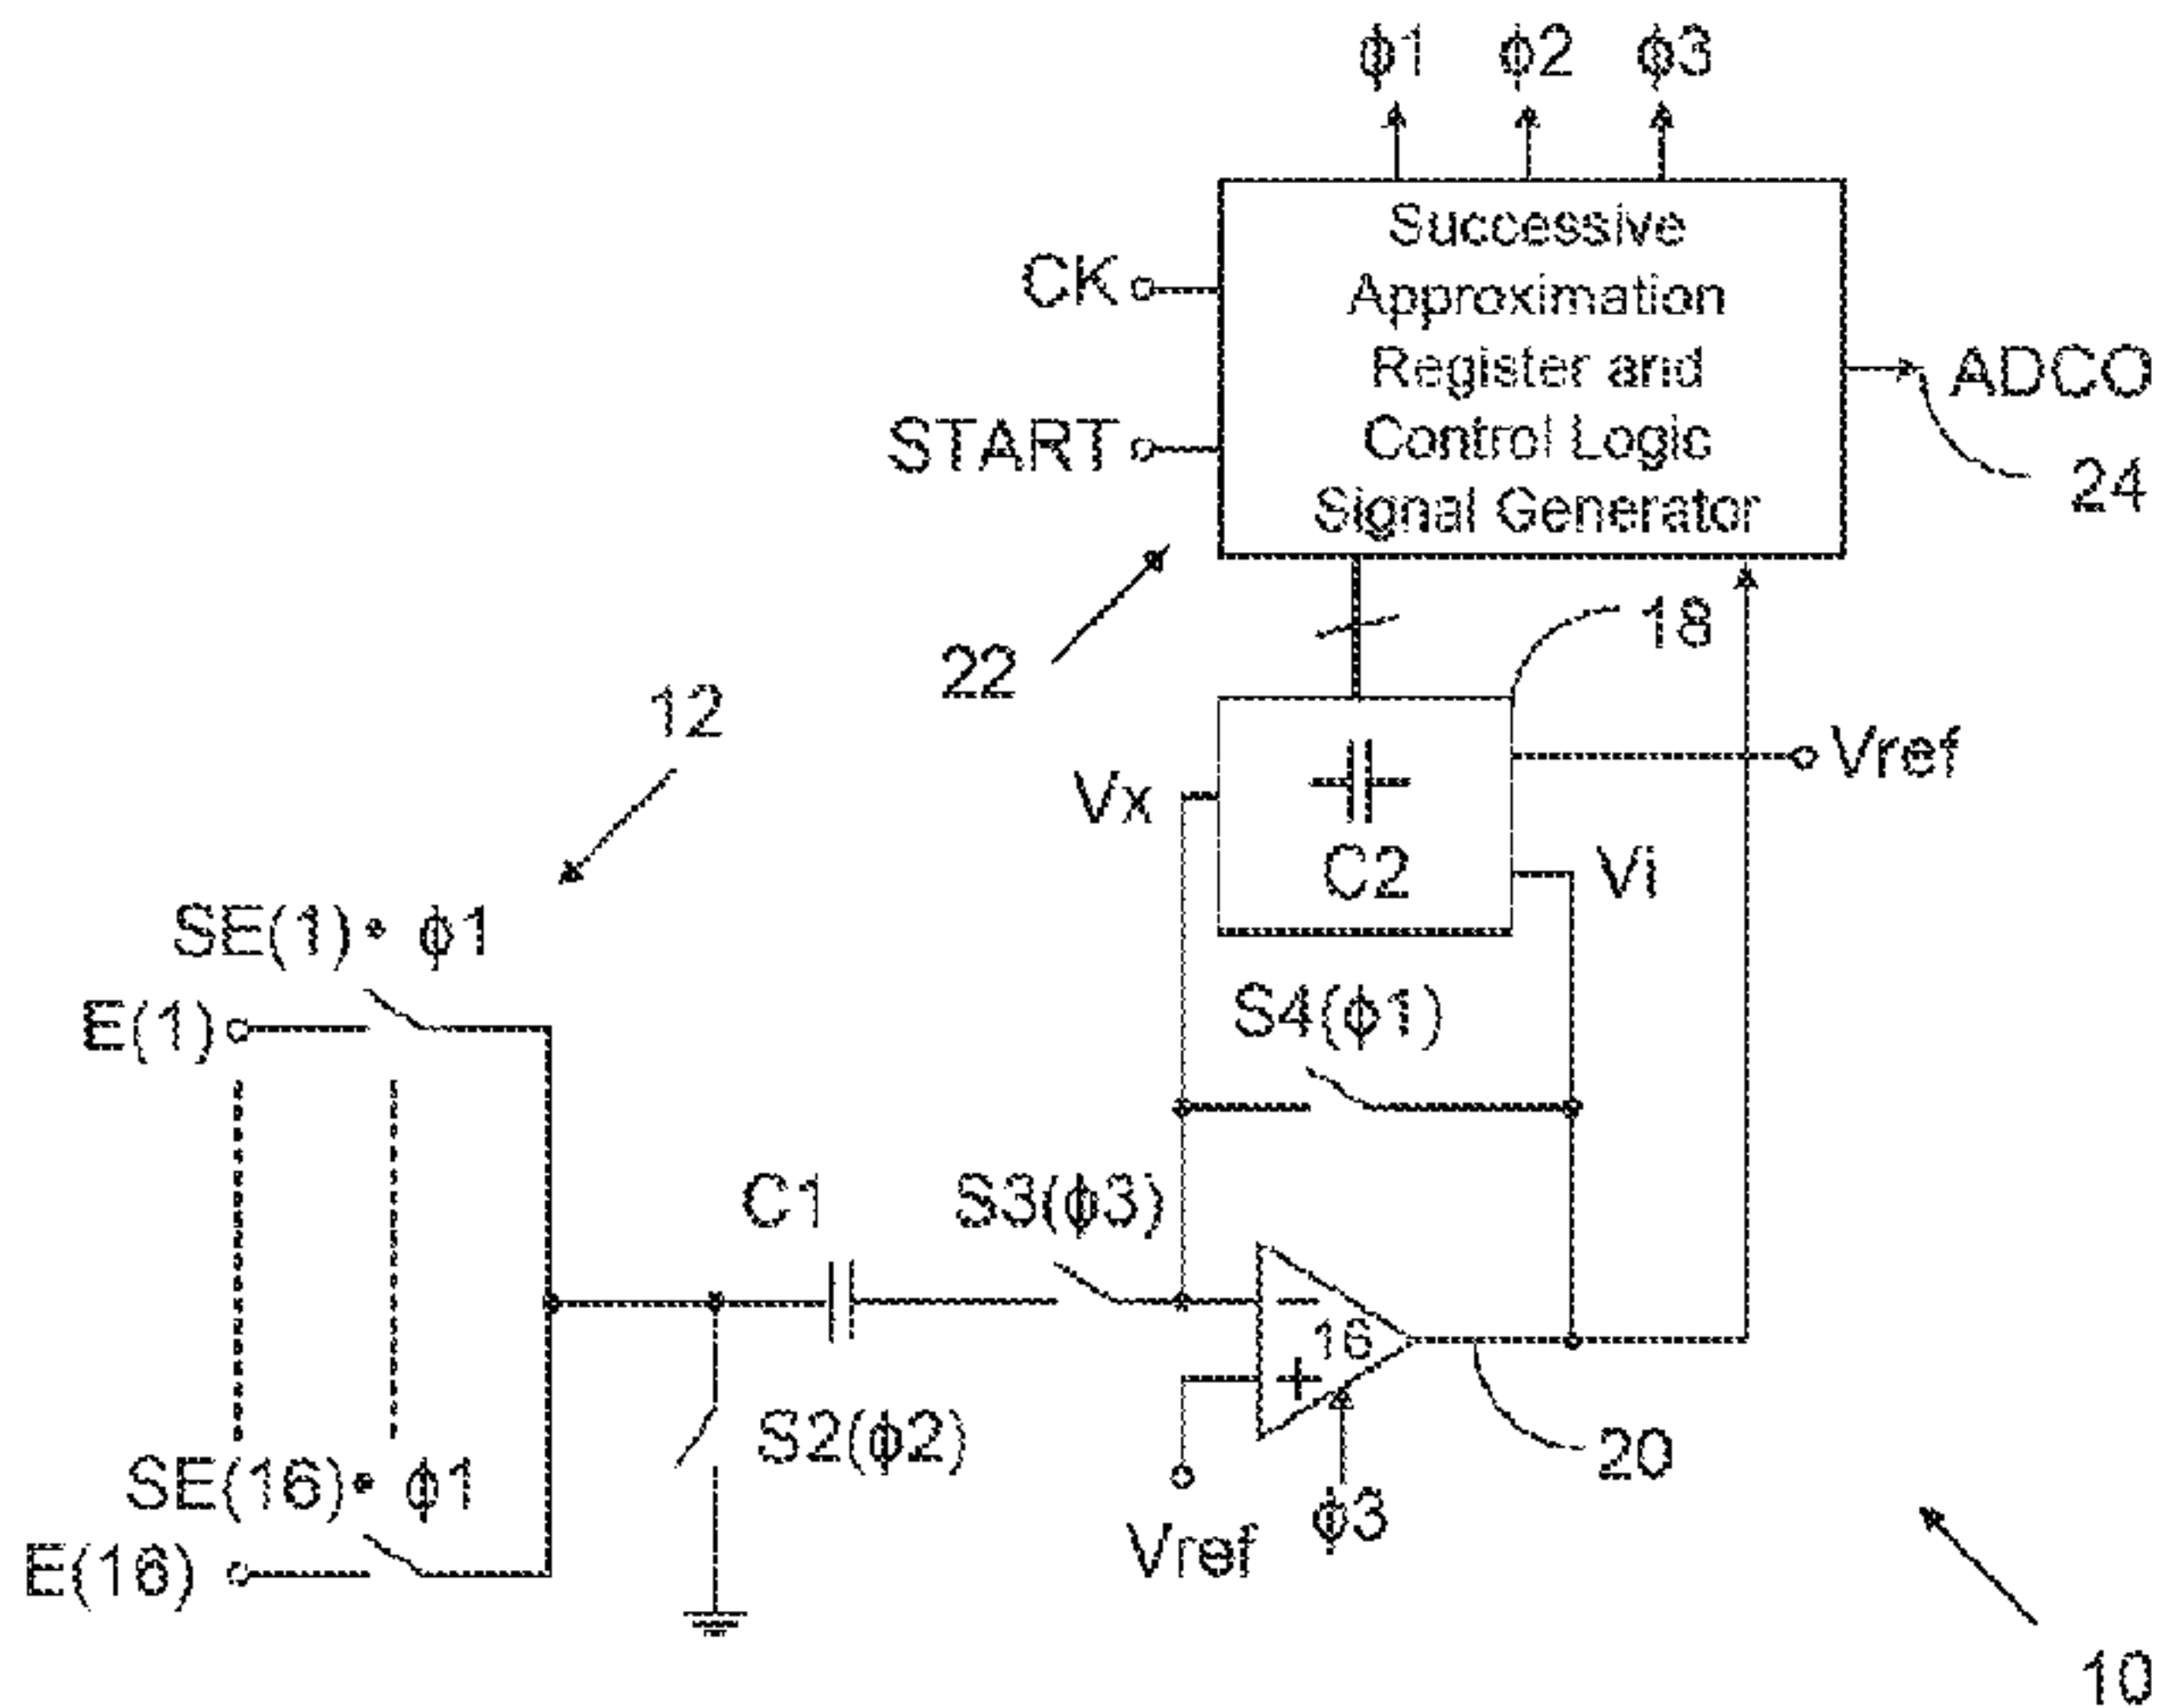 ϕ1 ϕ2 ϕ3
Successive
Approximation
Register and
Control Logic
Signal Generator
CK
START
ADCO
24
22
18
12
Vx
Vref
C2
Vi
SE(1)• ϕ1
E(1)
S4(ϕ1)
C1
S3(ϕ3)
−
16
+
S2(ϕ2)
20
SE(16)• ϕ1
E(16)
Vref
ϕ3
10